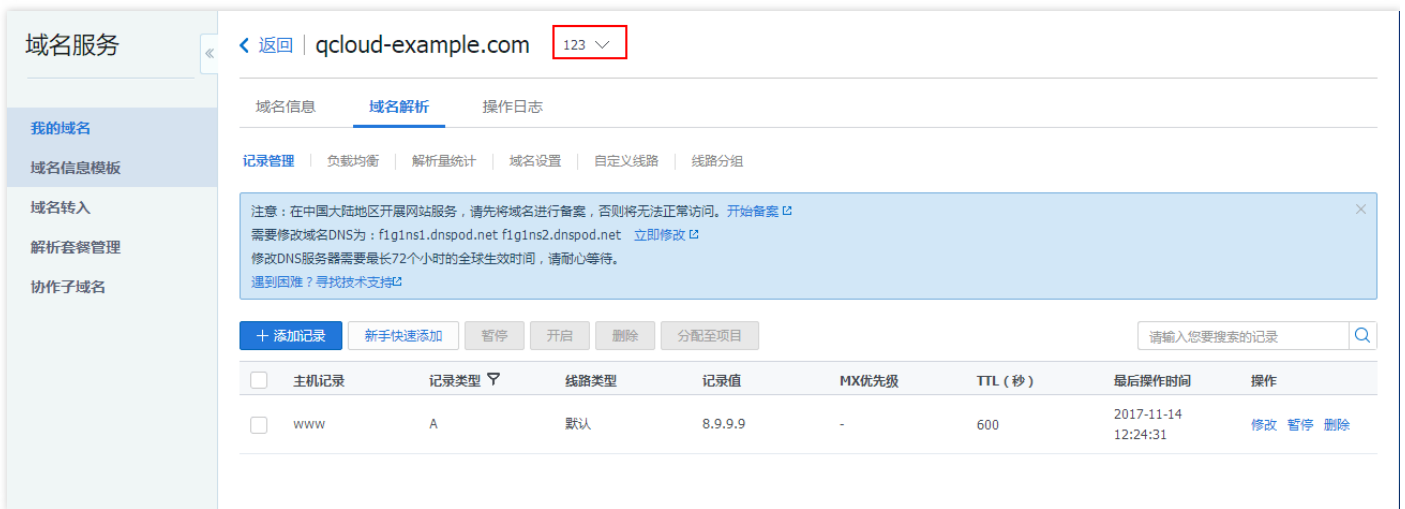 域名服务
返回 qcloud-example.com 123
域名信息 域名解析 操作日志
我的域名
域名信息模板
域名转入
解析套餐管理
协作子域名
记录管理 负载均衡 解析量统计 域名设置 自定义线路 线路分组
注意：在中国大陆地区开展网站服务，请先将域名进行备案，否则将无法正常访问。开始备案
需要修改域名DNS为：f1g1ns1.dnspod.net f1g1ns2.dnspod.net 立即修改
修改DNS服务器需要最长72个小时的全球生效时间，请耐心等待。
遇到困难？寻找技术支持
+ 添加记录 新手快速添加 暂停 开启 删除 分配至项目 请输入您要搜索的记录
主机记录 记录类型 线路类型 记录值 MX优先级 TTL（秒） 最后操作时间 操作
www A 默认 8.9.9.9 - 600 2017-11-14 修改 暂停 删除
12:24:31